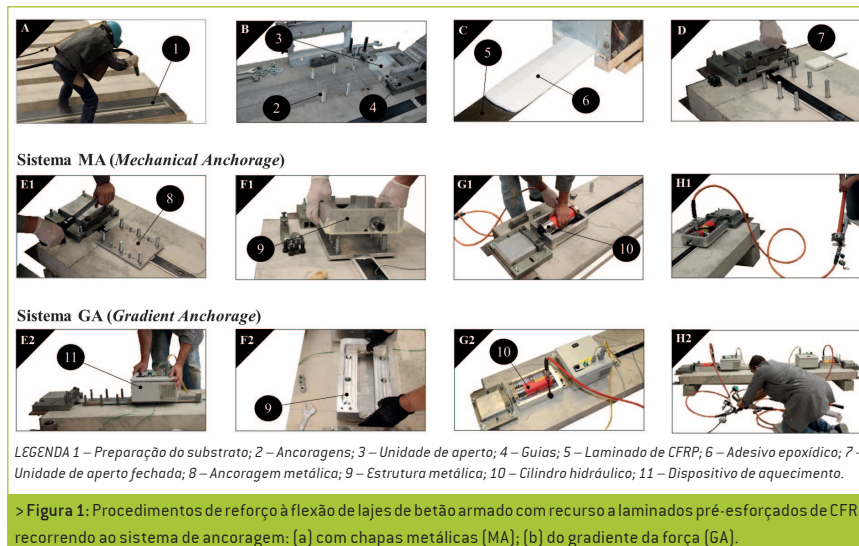 A
1
B
3
2
4
C
5
6
D
7
Sistema MA (Mechanical Anchorage)
E1
8
F1
9
G1
10
H1
Sistema GA (Gradient Anchorage)
E2
11
F2
9
G2
10
H2
LEGENDA 1 – Preparação do substrato; 2 – Ancoragens; 3 – Unidade de aperto; 4 – Guias; 5 – Laminado de CFRP; 6 – Adesivo epoxídico; 7 –
Unidade de aperto fechada; 8 – Ancoragem metálica; 9 – Estrutura metálica; 10 – Cilindro hidráulico; 11 – Dispositivo de aquecimento.
> Figura 1: Procedimentos de reforço à flexão de lajes de betão armado com recurso a laminados pré-esforçados de CFR
recorrendo ao sistema de ancoragem: (a) com chapas metálicas (MA); (b) do gradiente da força (GA).